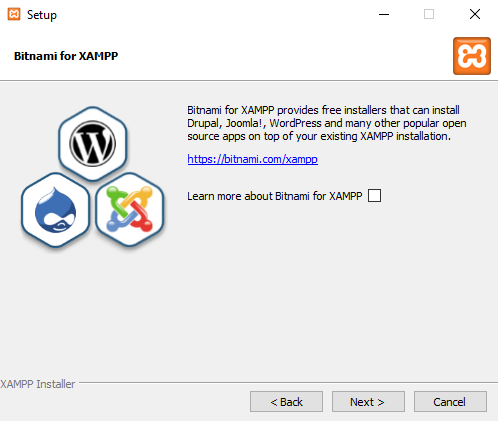 Setup
Bitnami for XAMPP
Bitnami for XAMPP provides free installers that can install
Drupal, Joomla!, WordPress and many other popular open
source apps on top of your existing XAMPP installation.
https://bitnami.com/xampp
Learn more about Bitnami for XAMPP
XAMPP Installer
< Back
Next >
Cancel